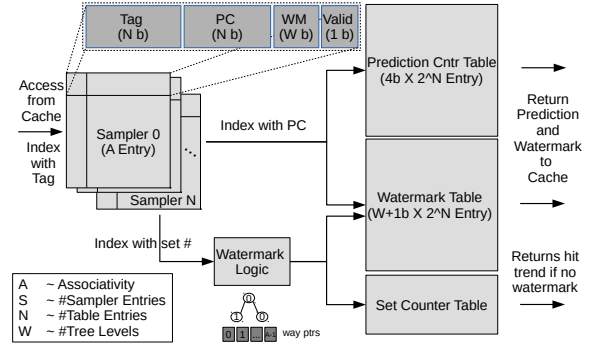 Tag
(N b)
PC
(N b)
WM
(W b)
Valid
(1 b)
Access
from
Cache
Index
with
Tag
Sampler 0
(A Entry)
...
Sampler N
Index with PC
Index with set #
Watermark
Logic
0
1
0
0 1 ... A-1 way ptrs
Prediction Cntr Table
(4b X 2^N Entry)
Watermark Table
(W+1b X 2^N Entry)
Set Counter Table
Return
Prediction
and
Watermark
to
Cache
Returns hit
trend if no
watermark
A ~ Associativity
S ~ #Sampler Entries
N ~ #Table Entries
W ~ #Tree Levels